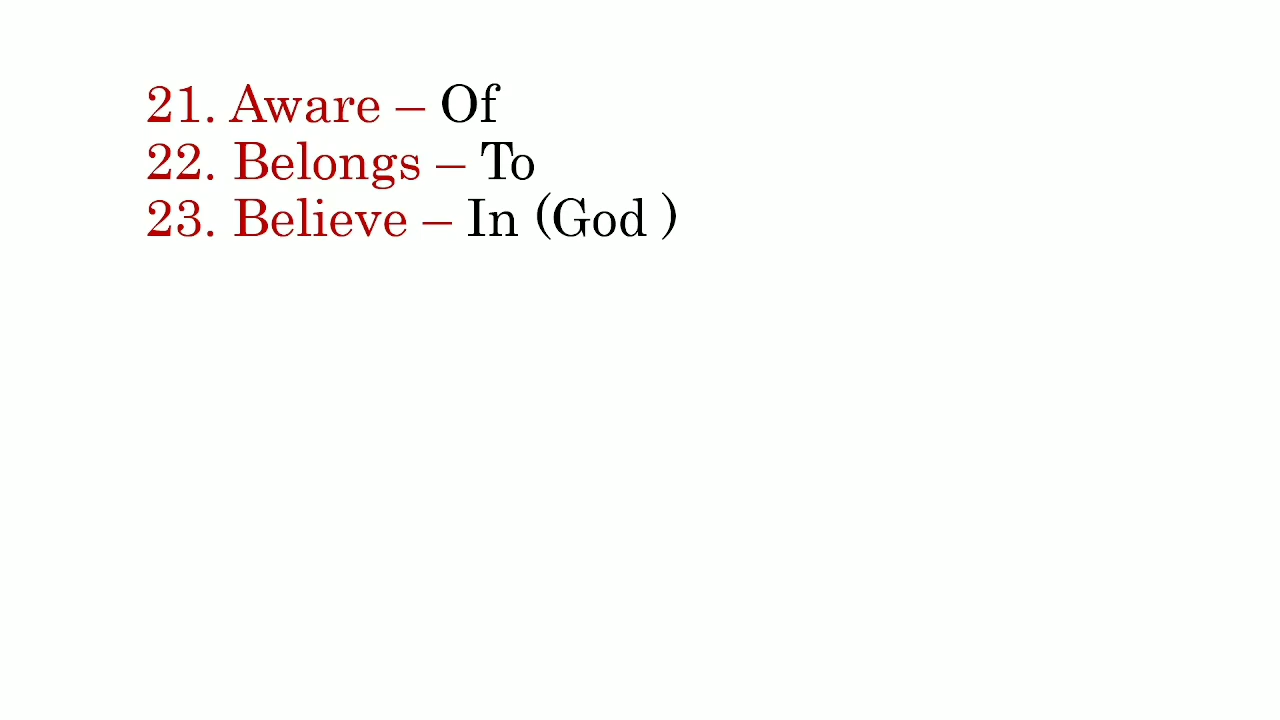 21. Aware – Of
22. Belongs – To
23. Believe – In (God )